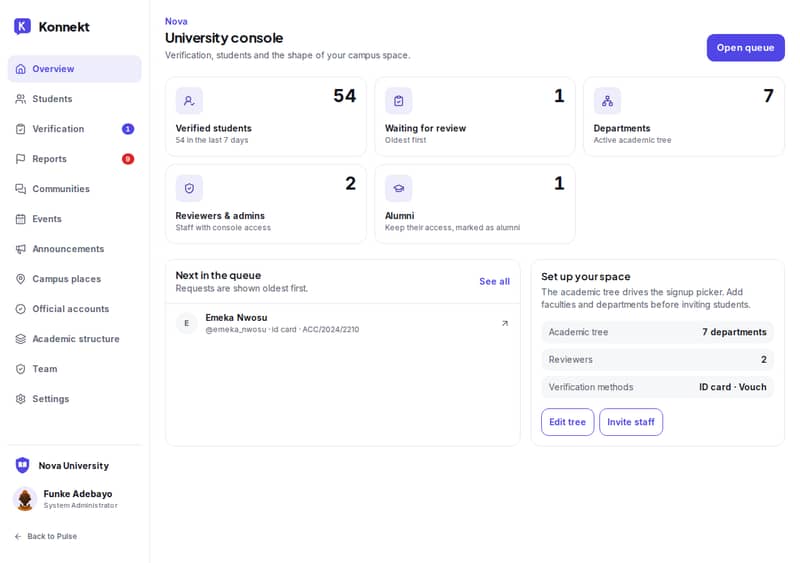 Konnekt
Overview
Students
Verification 1
Reports 9
Communities
Events
Announcements
Campus places
Official accounts
Academic structure
Team
Settings
Nova University
Funke Adebayo
System Administrator
Back to Pulse
Nova
University console
Verification, students and the shape of your campus space.
Open queue
54
Verified students
54 in the last 7 days
1
Waiting for review
Oldest first
7
Departments
Active academic tree
2
Reviewers & admins
Staff with console access
1
Alumni
Keep their access, marked as alumni
Next in the queue
Requests are shown oldest first.
See all
E
Emeka Nwosu
@emeka_nwosu · id card · ACC/2024/2210
Set up your space
The academic tree drives the signup picker. Add
faculties and departments before inviting students.
Academic tree 7 departments
Reviewers 2
Verification methods ID card · Vouch
Edit tree Invite staff